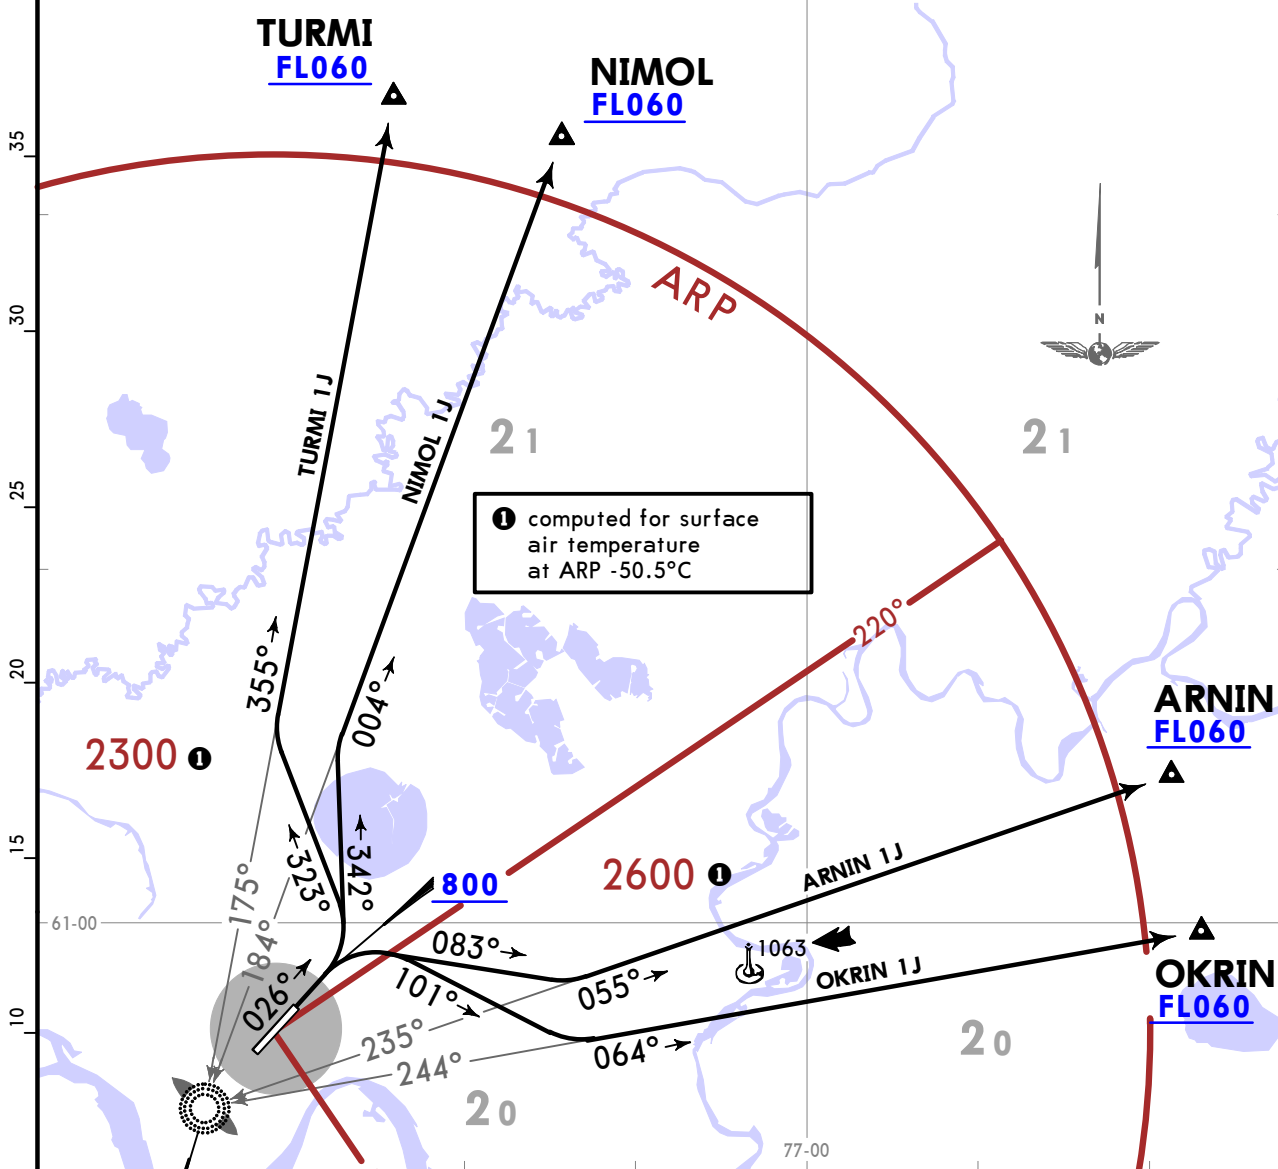 TURMI
FL060
NIMOL
FL060
35
ARP
30
N
TURMI 1J
NIMOL 1J
21
21
25
1 computed for surface
air temperature
at ARP -50.5°C
220°
355°
20
004°
ARNIN
FL060
2300 1
15
323°
342°
175°
800
2600 1
ARNIN 1J
61-00
184°
083°
1063
OKRIN 1J
OKRIN
FL060
026°
101°
055°
10
235°
064°
20
244°
20
77-00